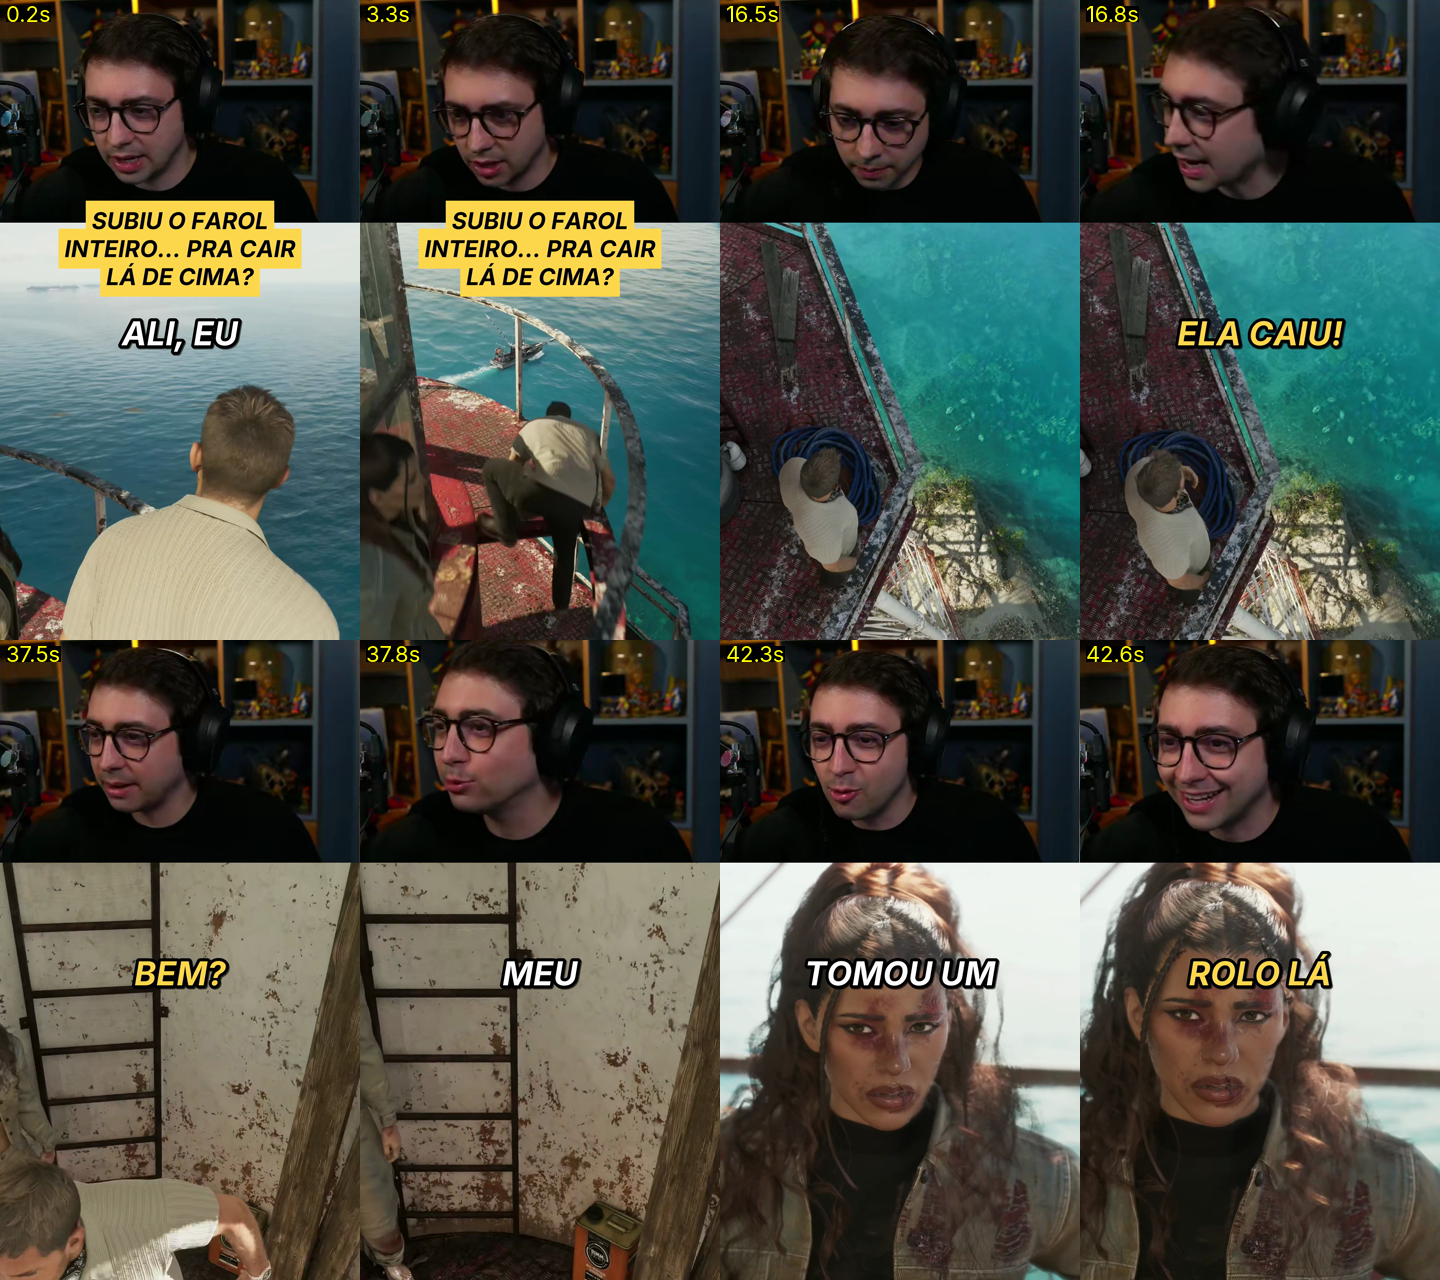 0.2s
SUBIU O FAROL
INTEIRO... PRA CAIR
LÁ DE CIMA?
ALI, EU
3.3s
SUBIU O FAROL
INTEIRO... PRA CAIR
LÁ DE CIMA?
16.5s
16.8s
ELA CAIU!
37.5s
BEM?
37.8s
MEU
42.3s
TOMOU UM
42.6s
ROLO LÁ